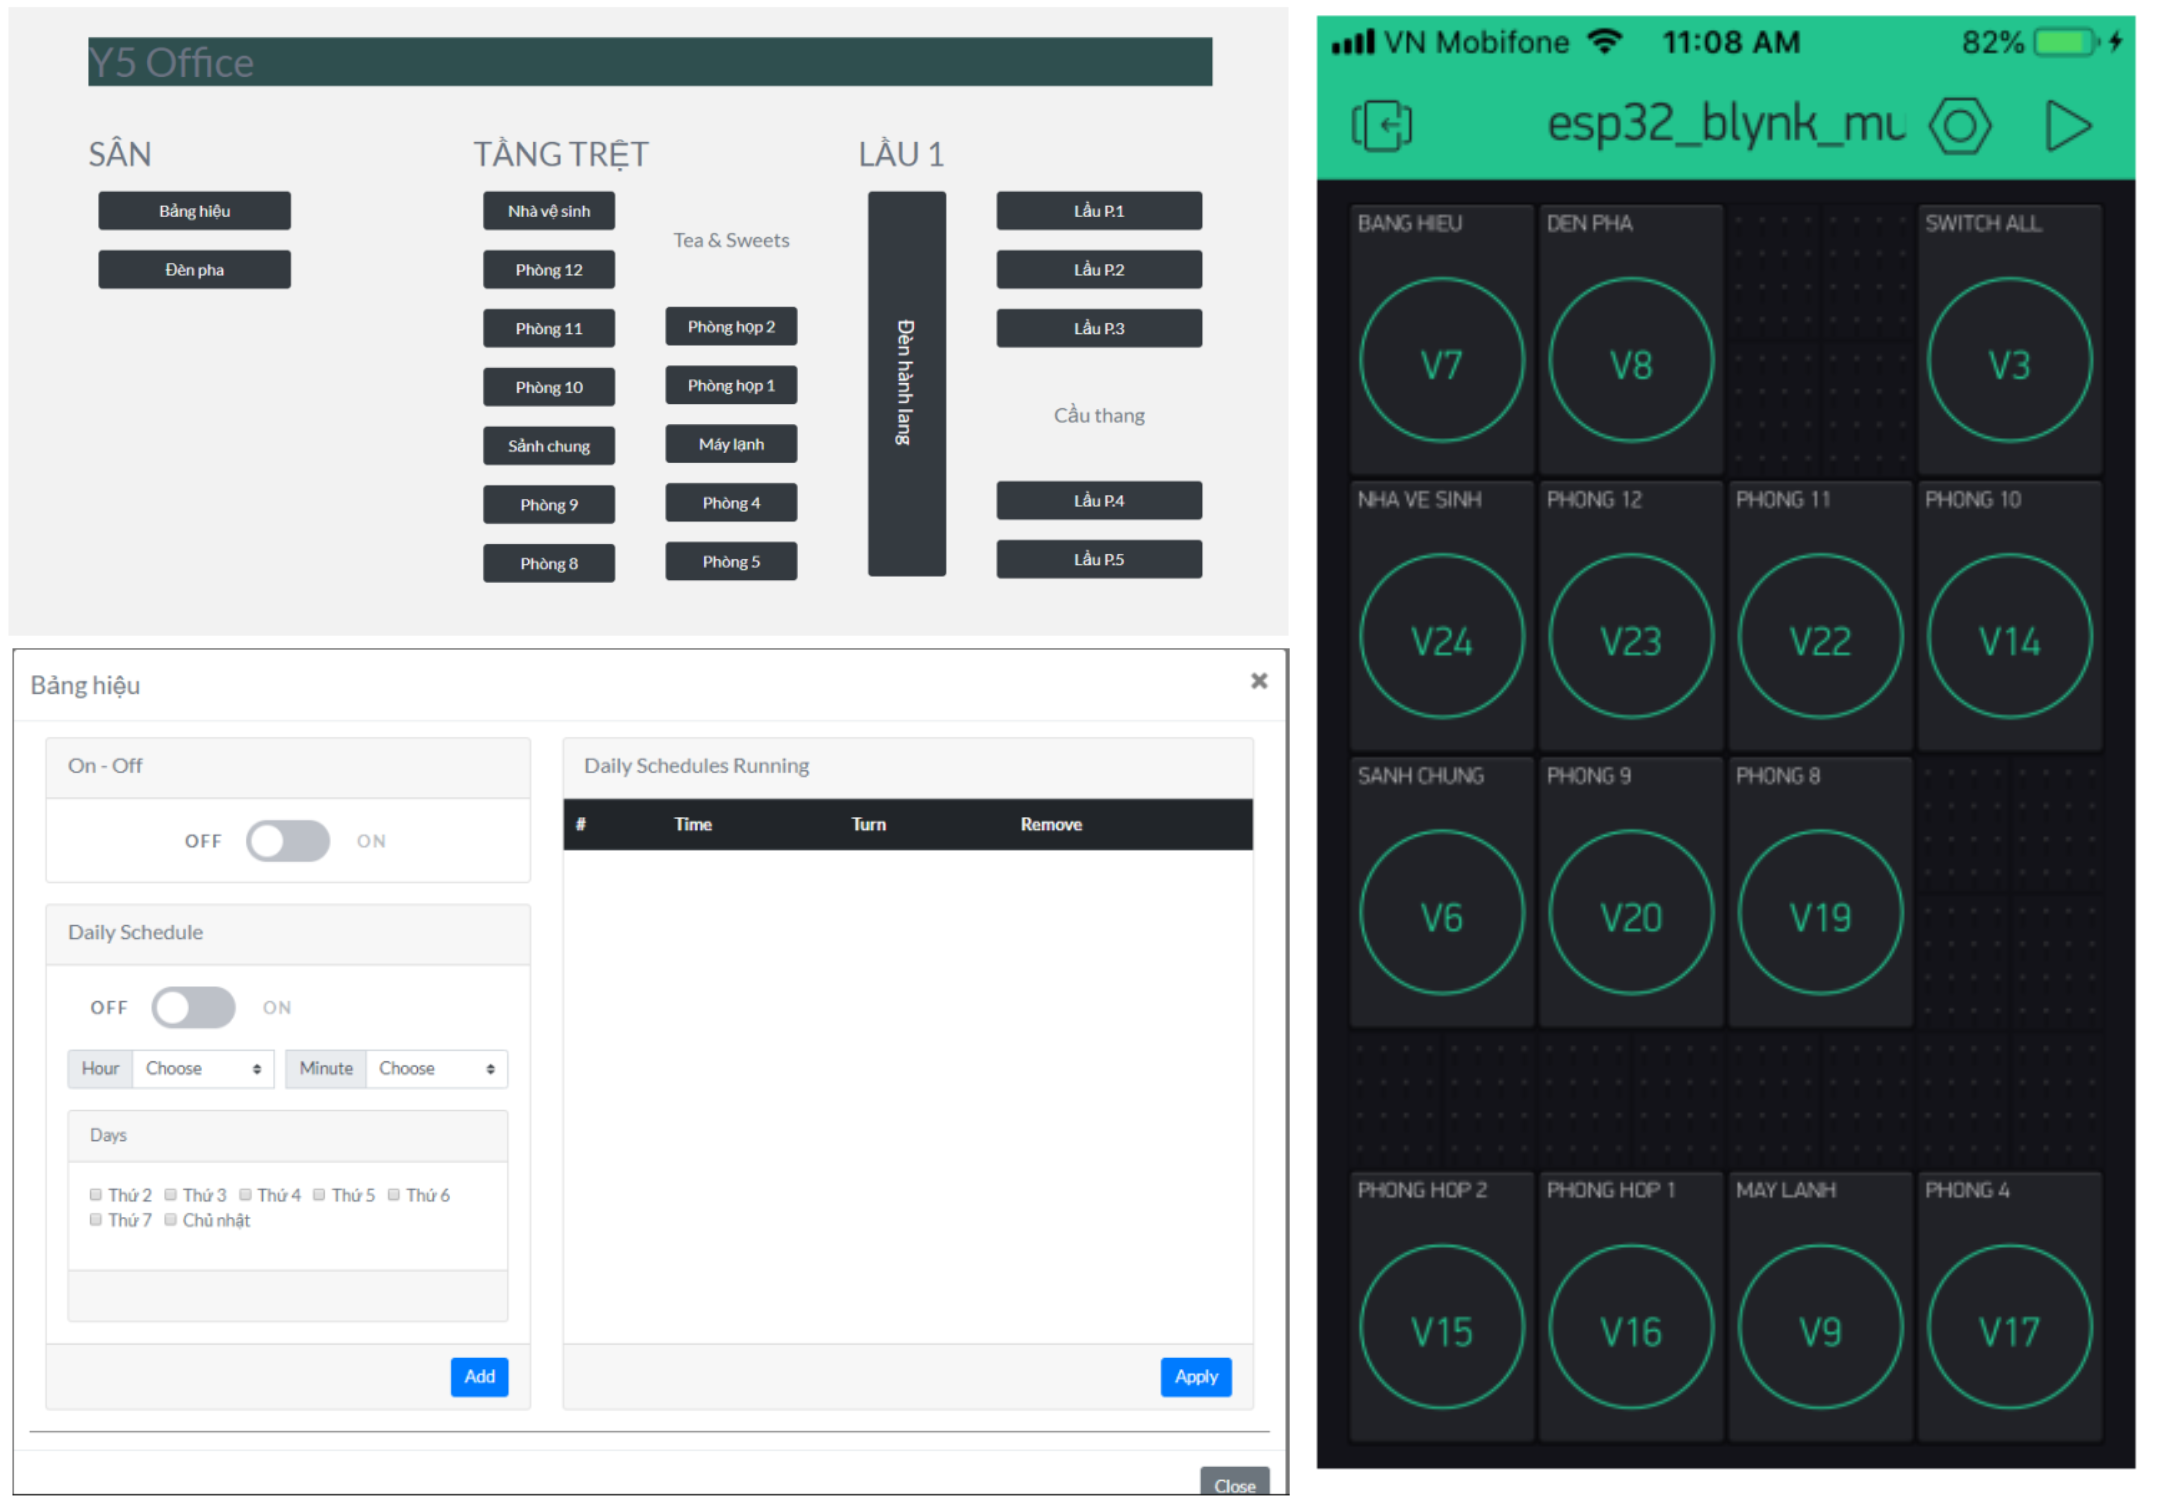 Y5 Office
SÂN
Bảng hiệu
Đèn pha
TẦNG TRỆT
Nhà vệ sinh
Phòng 12
Phòng 11
Phòng 10
Sảnh chung
Phòng 9
Phòng 8
Tea & Sweets
Phòng họp 2
Phòng họp 1
Máy lạnh
Phòng 4
Phòng 5
LẦU 1
Đèn hành lang
Lầu P.1
Lầu P.2
Lầu P.3
Cầu thang
Lầu P.4
Lầu P.5
Bảng hiệu
On - Off
OFF ON
Daily Schedule
OFF ON
Hour Choose Minute Choose
Days
Thứ 2 Thứ 3 Thứ 4 Thứ 5 Thứ 6
Thứ 7 Chủ nhật
Add
Daily Schedules Running
# Time Turn Remove
Apply
Close
VN Mobifone 11:08 AM 82%
esp32_blynk_mu
BANG HIEU DEN PHA SWITCH ALL
V7 V8 V3
NHA VE SINH PHONG 12 PHONG 11 PHONG 10
V24 V23 V22 V14
SANH CHUNG PHONG 9 PHONG 8
V6 V20 V19
PHONG HOP 2 PHONG HOP 1 MAY LANH PHONG 4
V15 V16 V9 V17